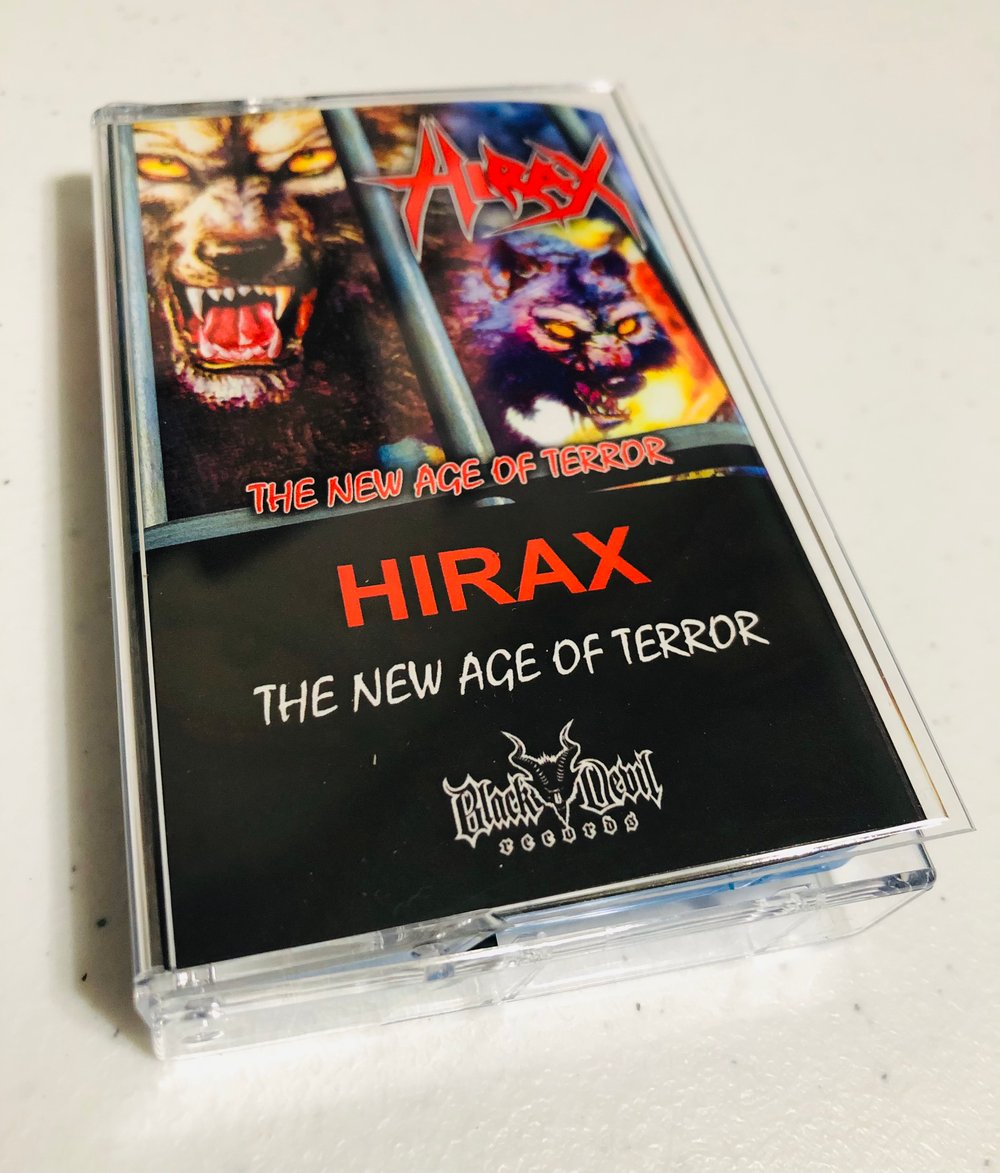 HIRAX
THE NEW AGE OF TERROR
HIRAX
THE NEW AGE OF TERROR
Black Devil
records